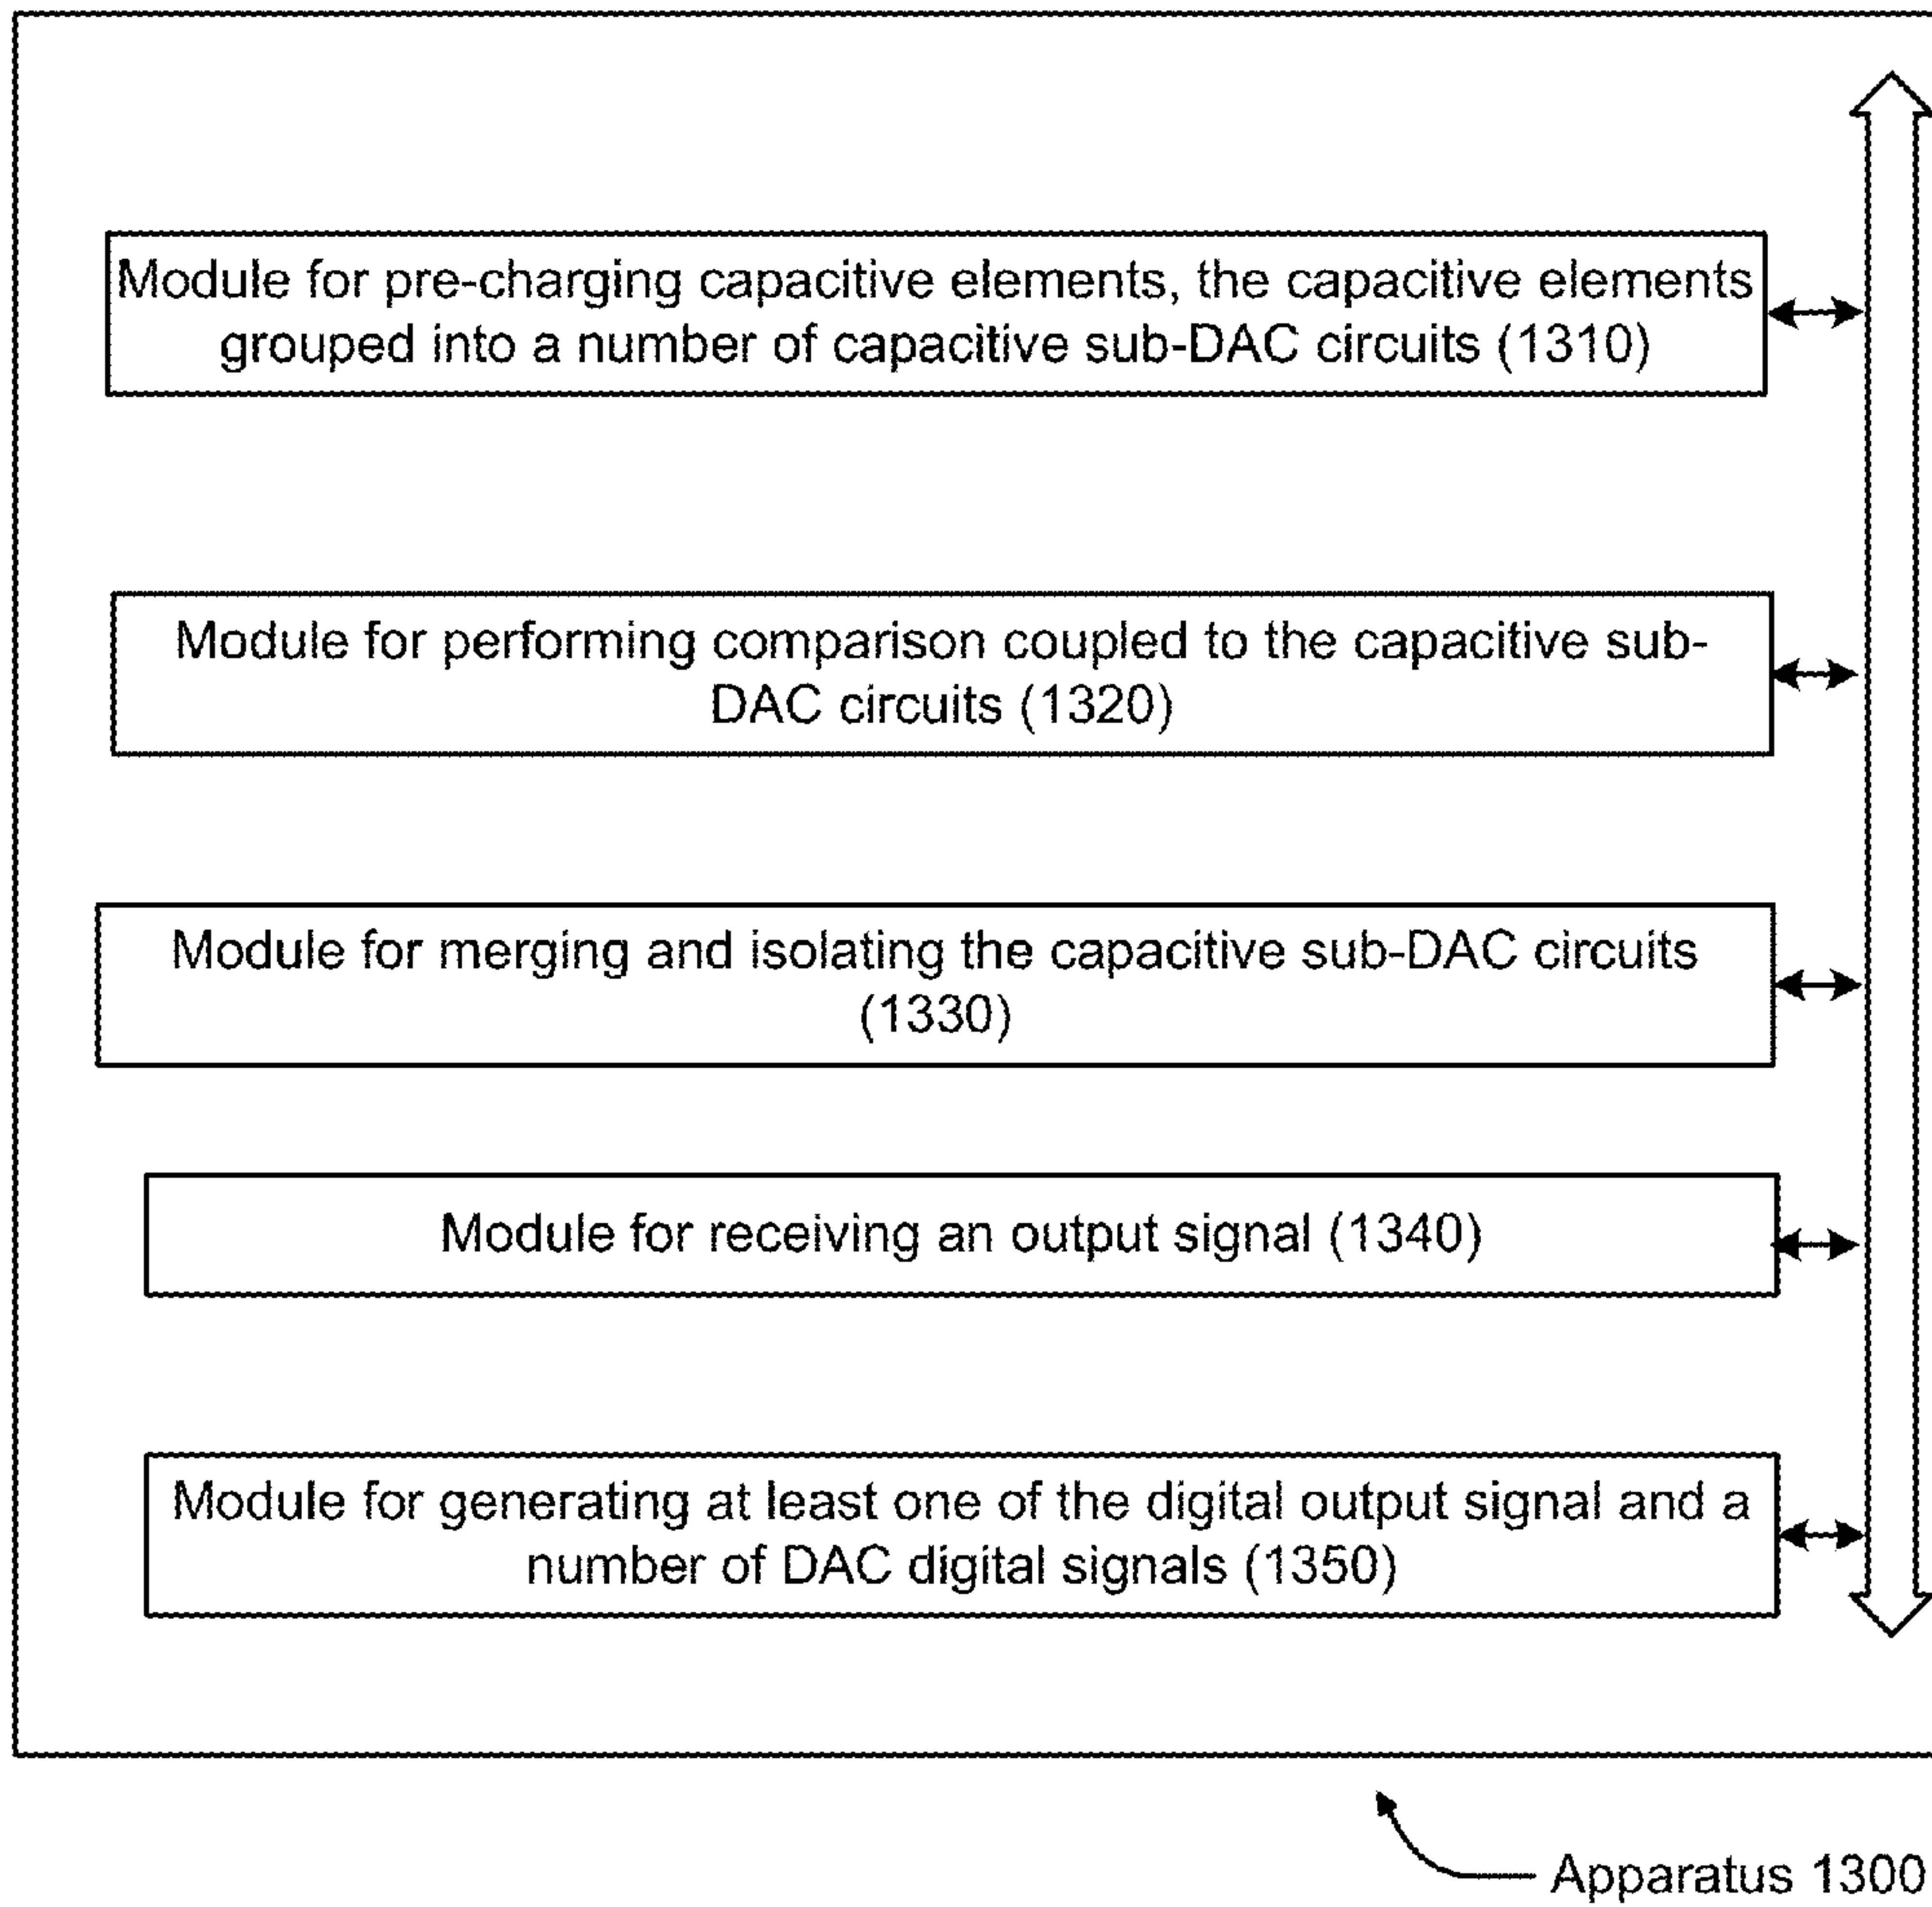 Module for pre-charging capacitive elements, the capacitive elements
grouped into a number of capacitive sub-DAC circuits (1310)
Module for performing comparison coupled to the capacitive sub-
DAC circuits (1320)
Module for merging and isolating the capacitive sub-DAC circuits
(1330)
Module for receiving an output signal (1340)
Module for generating at least one of the digital output signal and a
number of DAC digital signals (1350)
Apparatus 1300